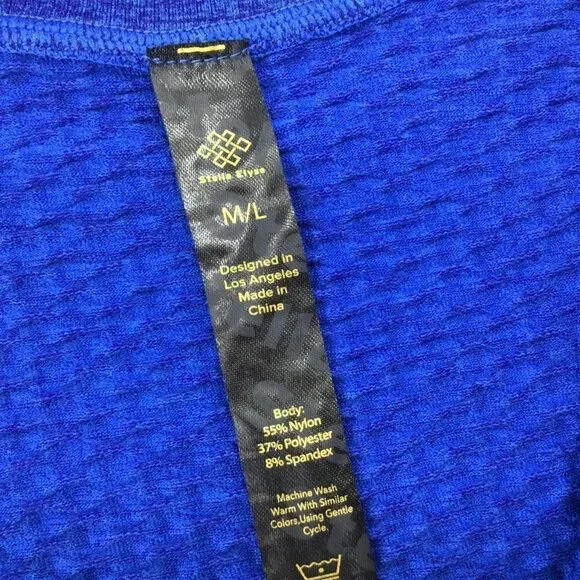 Stella Elyse
M/L
Designed in
Los Angeles
Made in
China
Body:
55% Nylon
37% Polyester
8% Spandex
Machine Wash
Warm With Similar
Colors,Using Gentle
Cycle.